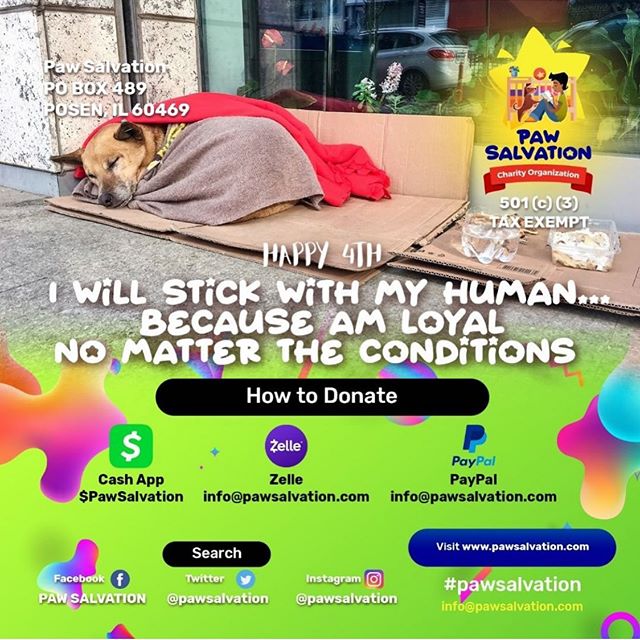 Paw Salvation
PO BOX 489
POSEN, IL 60469
PAW
SALVATION
Charity Organization
501 (c) (3)
TAX EXEMPT
HAPPY 4TH
I WILL STICK WITH MY HUMAN...
BECAUSE AM LOYAL
NO MATTER THE CONDITIONS
How to Donate
$
Cash App
$PawSalvation
Zelle
Zelle
info@pawsalvation.com
PayPal
PayPal
info@pawsalvation.com
Visit www.pawsalvation.com
Search
Facebook
PAW SALVATION
Twitter
@pawsalvation
Instagram
@pawsalvation
#pawsalvation
info@pawsalvation.com